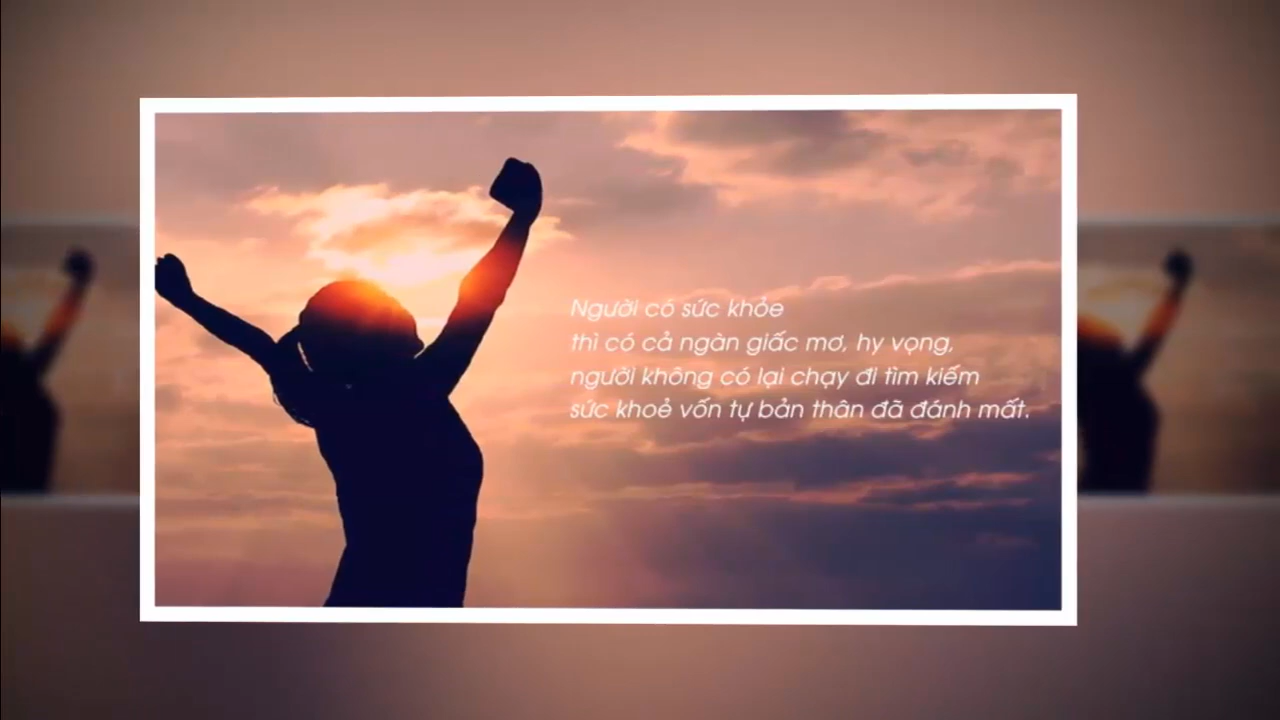 Người có sức khỏe
thì có cả ngàn giấc mơ, hy vọng,
người không có lại chạy đi tìm kiếm
sức khoẻ vốn tự bản thân đã đánh mất.